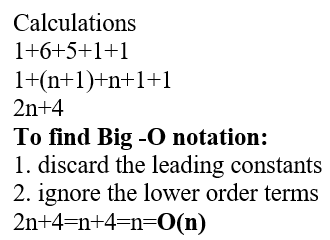 Calculations
1+6+5+1+1
1+(n+1)+n+1+1
2n+4
To find Big -O notation:
1. discard the leading constants
2. ignore the lower order terms
2n+4=n+4=n=O(n)